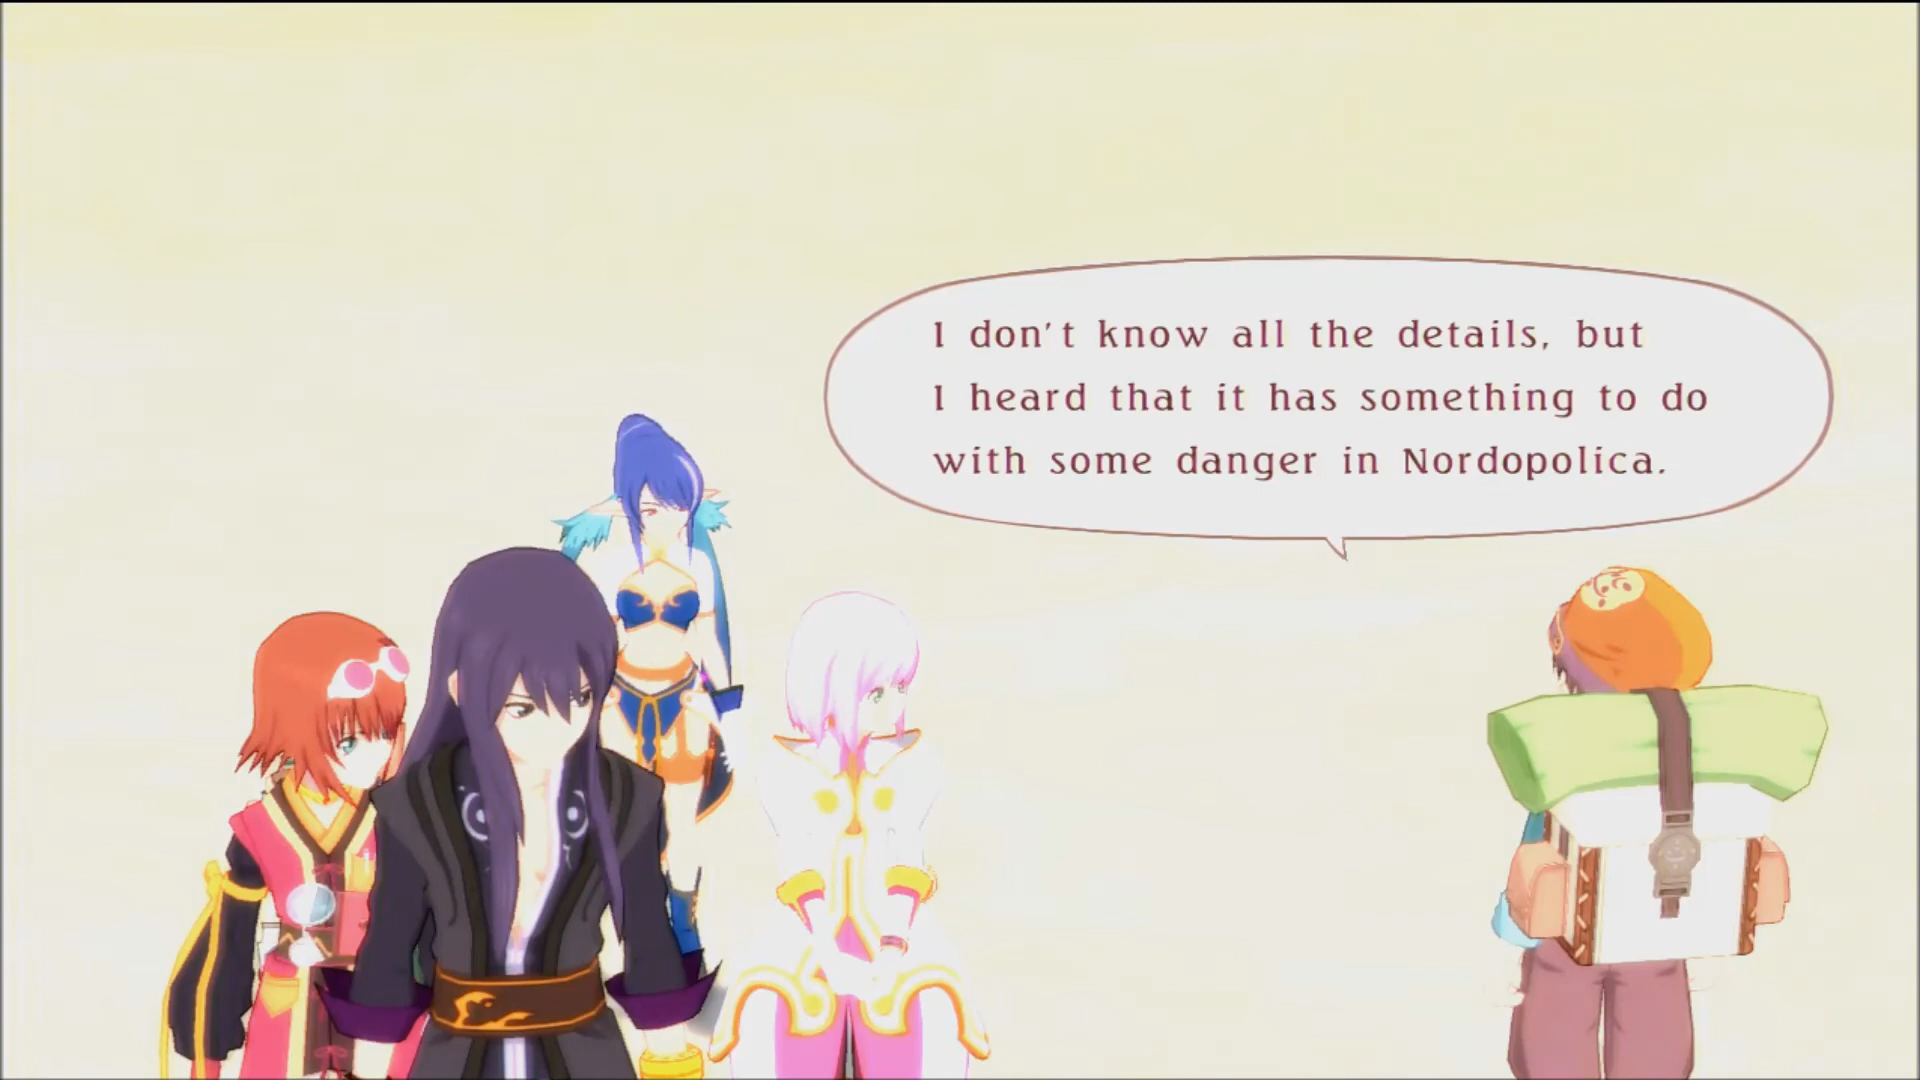 I don't know all the details, but
I heard that it has something to do
with some danger in Nordopolica.